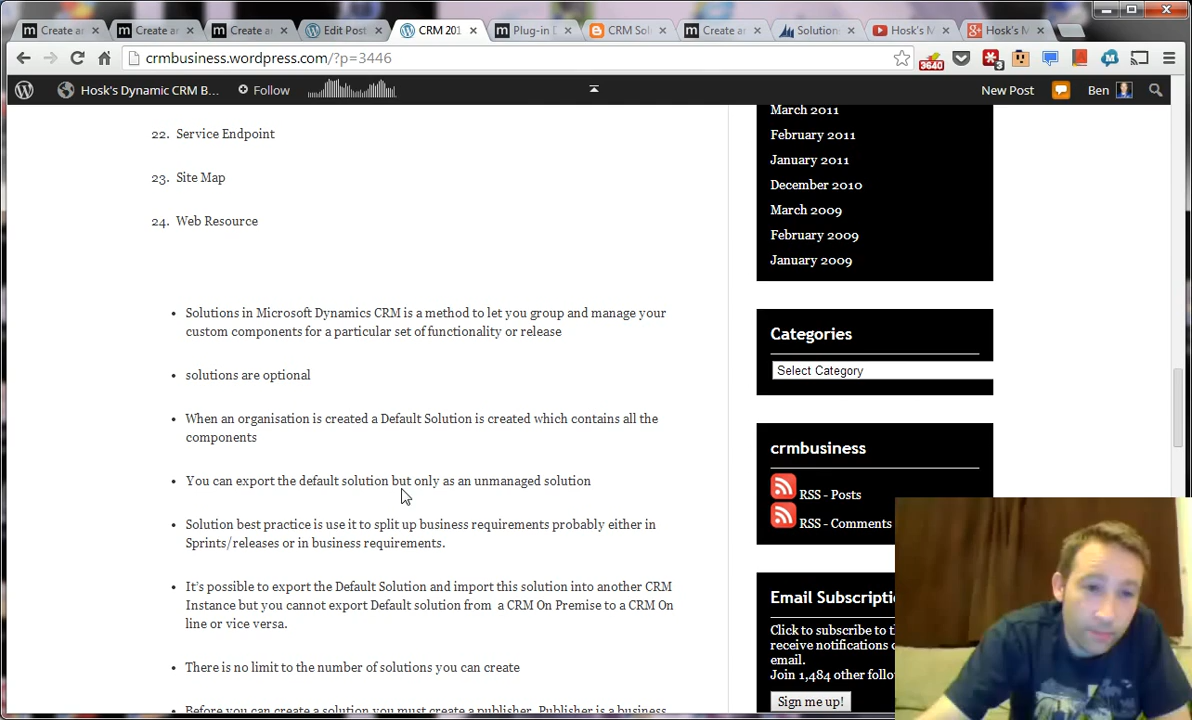 Create an
Create an
Create an
Edit Post
CRM 201
Plug-in D
CRM Sol
Create an
Solution
Hosk's M
Hosk's M
crmbusiness.wordpress.com/?p=3446
3640
3
Hosk's Dynamic CRM B...
Follow
New Post
Ben
22. Service Endpoint
23. Site Map
24. Web Resource
• Solutions in Microsoft Dynamics CRM is a method to let you group and manage your
custom components for a particular set of functionality or release
• solutions are optional
• When an organisation is created a Default Solution is created which contains all the
components
• You can export the default solution but only as an unmanaged solution
• Solution best practice is use it to split up business requirements probably either in
Sprints/releases or in business requirements.
• It's possible to export the Default Solution and import this solution into another CRM
Instance but you cannot export Default solution from a CRM On Premise to a CRM On
line or vice versa.
• There is no limit to the number of solutions you can create
• Before you can create a solution you must create a publisher. Publisher is a business
March 2011
February 2011
January 2011
December 2010
March 2009
February 2009
January 2009
Categories
Select Category
crmbusiness
RSS - Posts
RSS - Comments
Email Subscripti
Click to subscribe to th
receive notifications o
email.
Join 1,484 other follo
Sign me up!